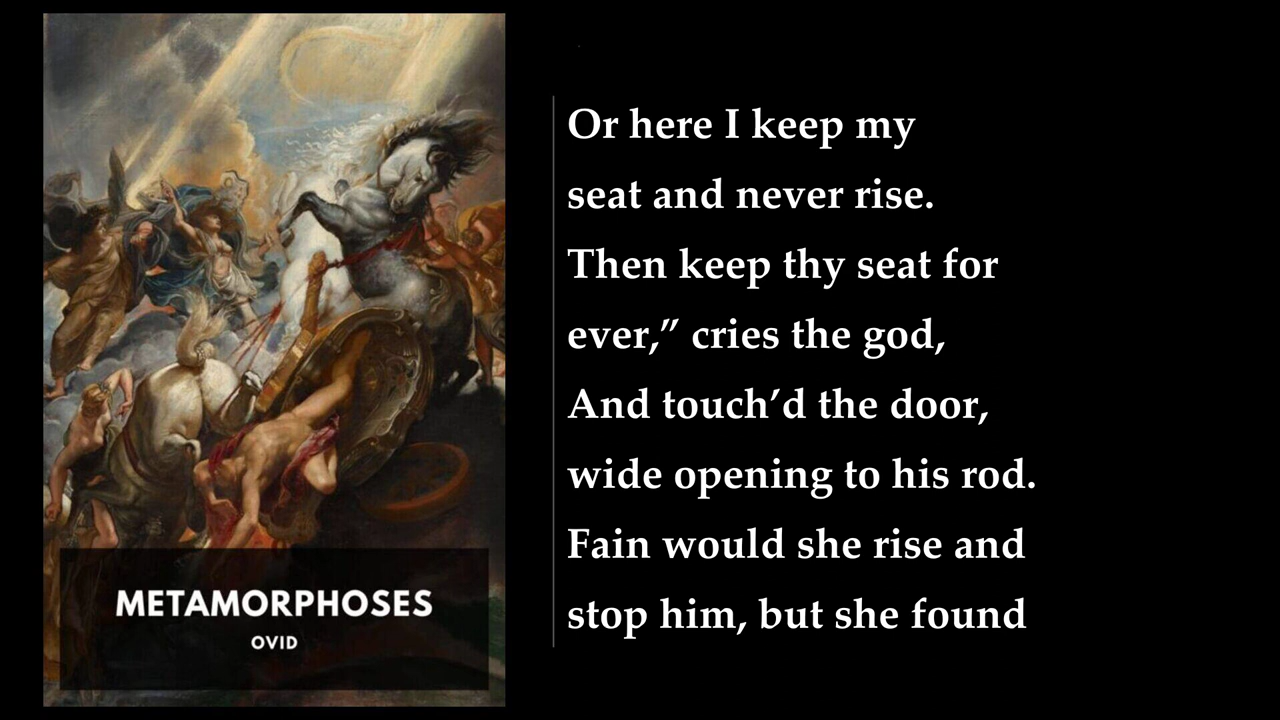 METAMORPHOSES
OVID
Or here I keep my
seat and never rise.
Then keep thy seat for
ever,” cries the god,
And touch’d the door,
wide opening to his rod.
Fain would she rise and
stop him, but she found